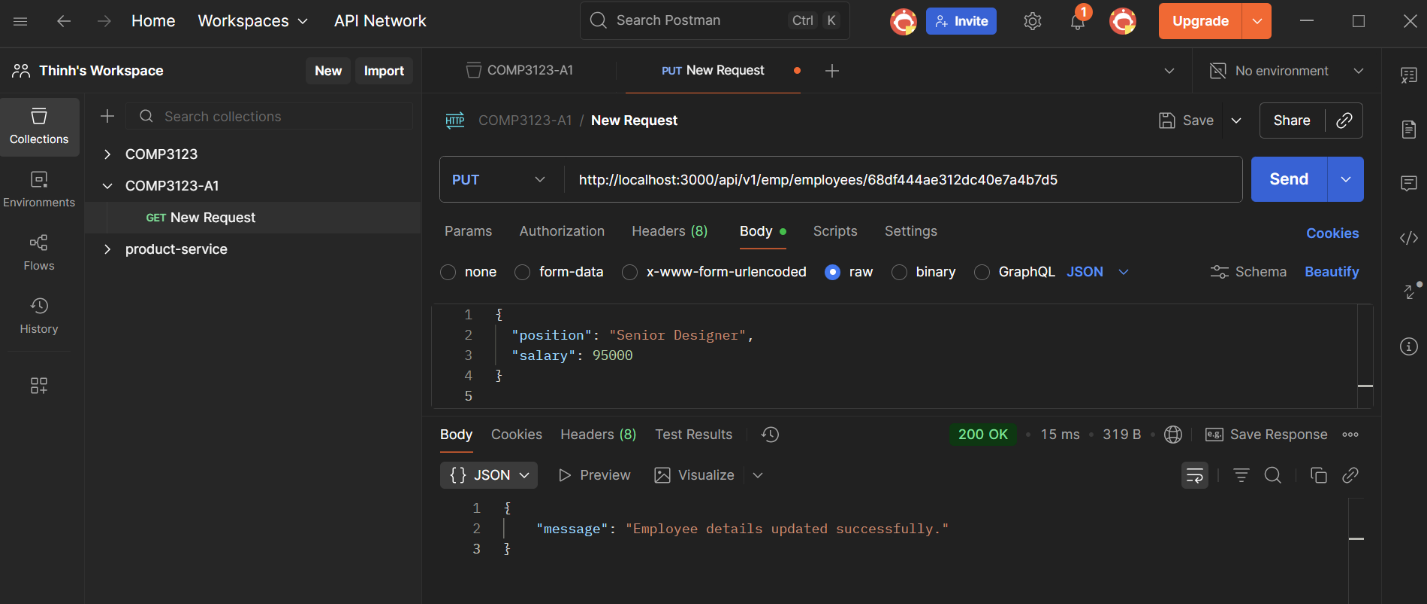 Home Workspaces API Network Search Postman Ctrl K Invite 1 Upgrade
Thinh's Workspace New Import COMP3123-A1 PUT New Request No environment
Collections
Environments
Flows
History
Search collections
COMP3123
COMP3123-A1
GET New Request
product-service
HTTP COMP3123-A1 / New Request Save Share
PUT http://localhost:3000/api/v1/emp/employees/68df444ae312dc40e7a4b7d5 Send
Params Authorization Headers (8) Body Scripts Settings Cookies
none form-data x-www-form-urlencoded raw binary GraphQL JSON Schema Beautify
1 {
2 "position": "Senior Designer",
3 "salary": 95000
4 }
5
Body Cookies Headers (8) Test Results 200 OK • 15 ms • 319 B • e.g. Save Response
{} JSON Preview Visualize
1 {
2 "message": "Employee details updated successfully."
3 }